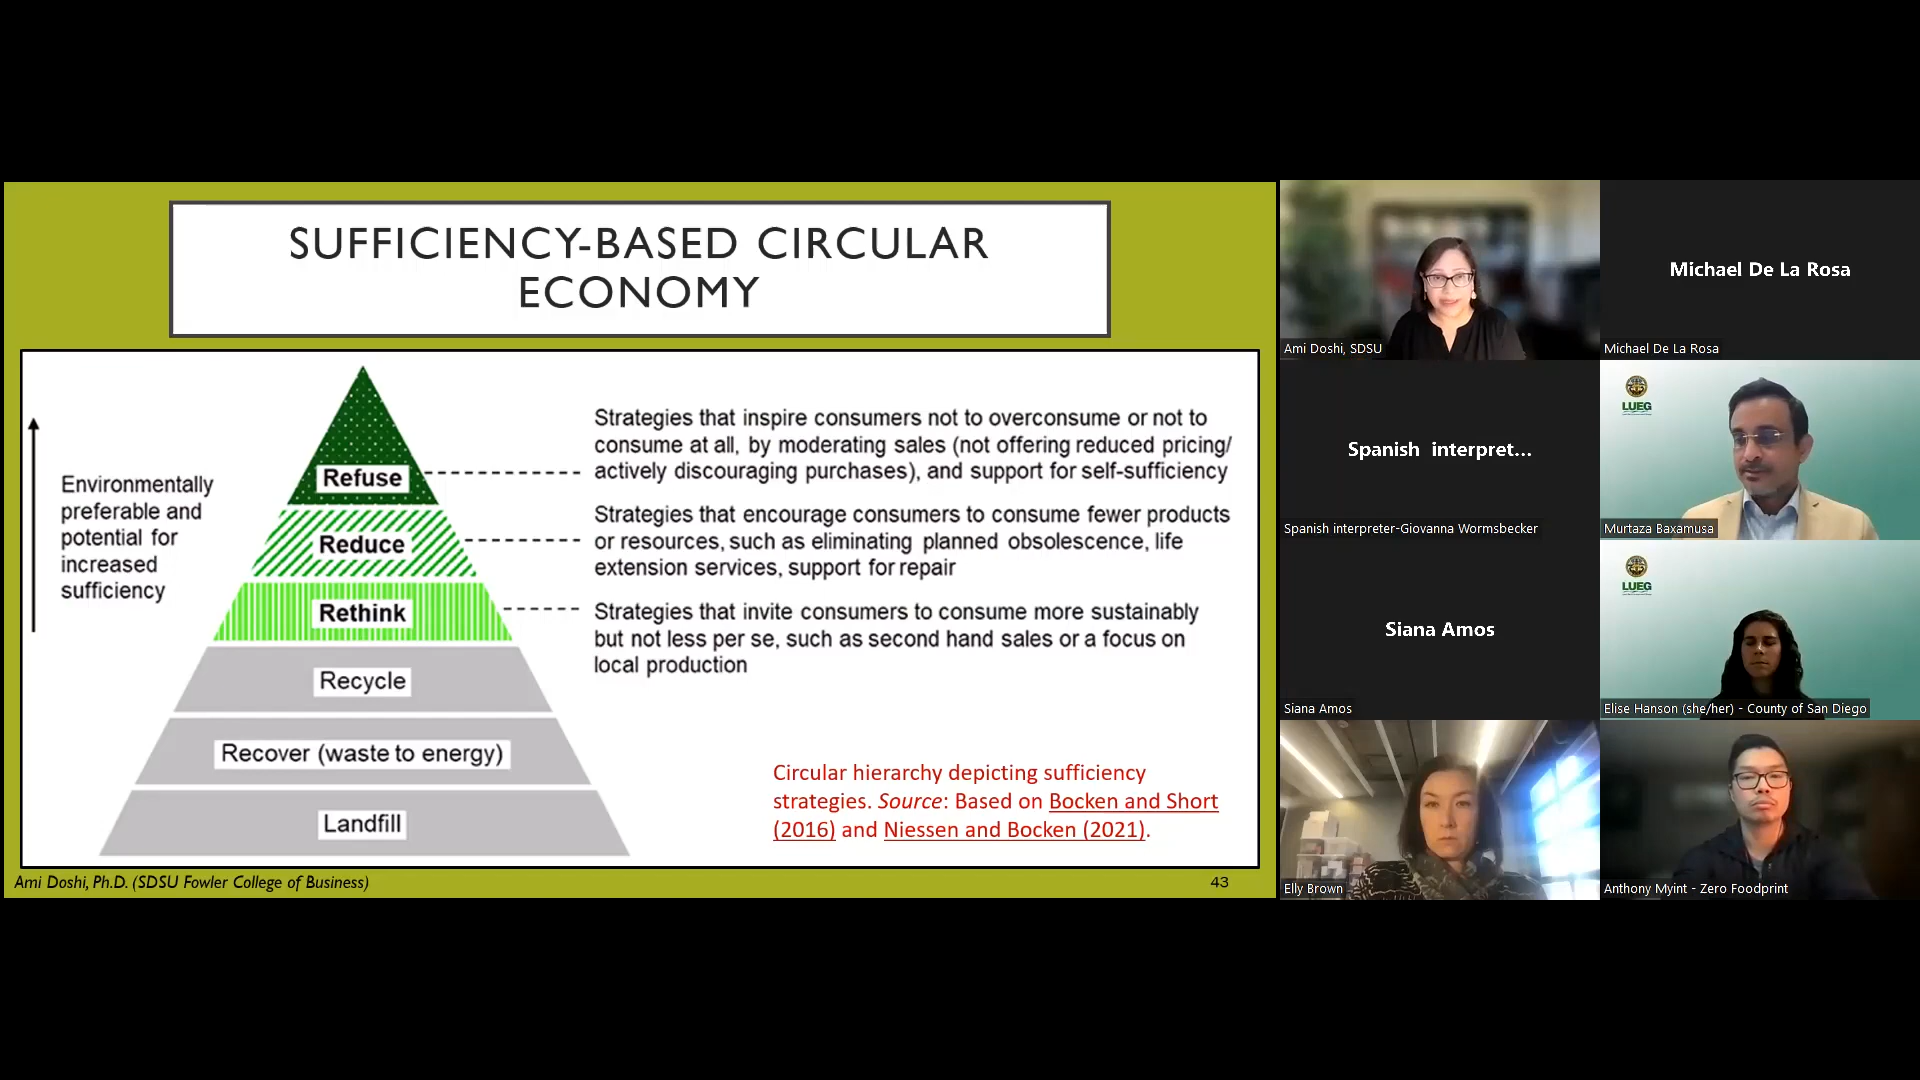 SUFFICIENCY-BASED CIRCULAR
ECONOMY
Environmentally
preferable and
potential for
increased
sufficiency
Refuse
Reduce
Rethink
Recycle
Recover (waste to energy)
Landfill
Strategies that inspire consumers not to overconsume or not to
consume at all, by moderating sales (not offering reduced pricing/
actively discouraging purchases), and support for self-sufficiency
Strategies that encourage consumers to consume fewer products
or resources, such as eliminating planned obsolescence, life
extension services, support for repair
Strategies that invite consumers to consume more sustainably
but not less per se, such as second hand sales or a focus on
local production
Circular hierarchy depicting sufficiency
strategies. Source: Based on Bocken and Short
(2016) and Niessen and Bocken (2021).
Ami Doshi, Ph.D. (SDSU Fowler College of Business)
43
Ami Doshi, SDSU
Michael De La Rosa
Michael De La Rosa
Spanish interpret...
Spanish interpreter-Giovanna Wormsbecker
LUEG
Murtaza Baxamusa
Siana Amos
Siana Amos
LUEG
Elise Hanson (she/her) - County of San Diego
Elly Brown
Anthony Myint - Zero Foodprint